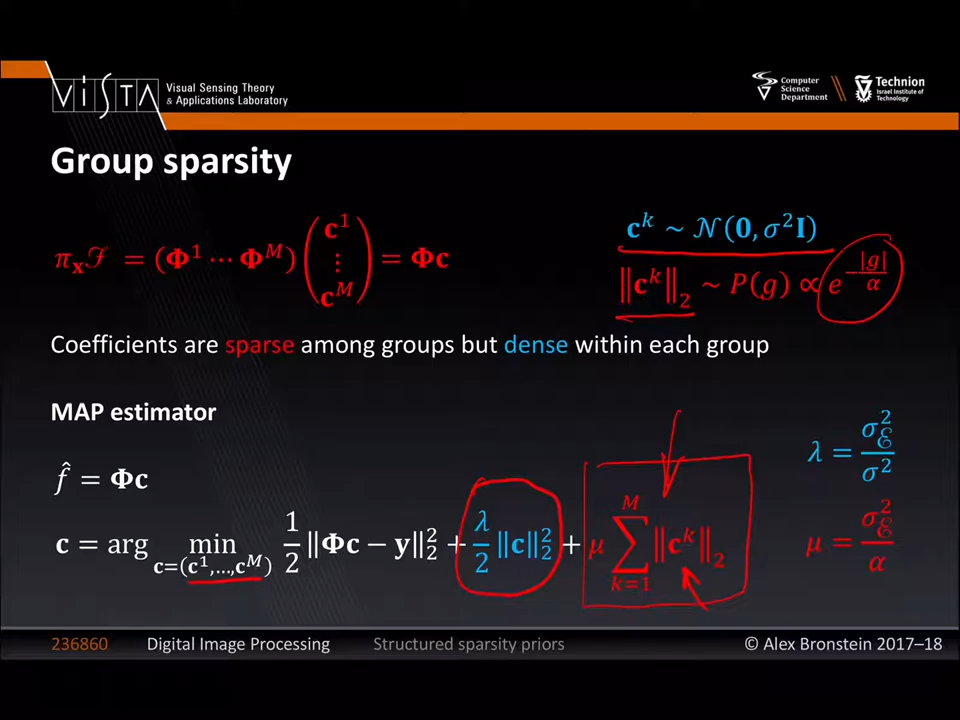 VISTA Visual Sensing Theory & Applications Laboratory
Computer Science Department
Technion Israel Institute of Technology
Group sparsity
π_𝐱ℱ = (𝚽¹ ⋯ 𝚽ᴹ) (𝐜¹ ⋮ 𝐜ᴹ) = 𝚽𝐜
𝐜ᵏ ~ 𝒩(𝟎, σ²𝐈)
‖𝐜ᵏ‖₂ ~ P(g) ∝ e^{−|g|/α}
Coefficients are sparse among groups but dense within each group
MAP estimator
f̂ = 𝚽𝐜
λ = σ_ℰ²/σ²
𝐜 = arg min_{𝐜=(𝐜¹,…,𝐜ᴹ)} 1/2 ‖𝚽𝐜 − 𝐲‖₂² + λ/2 ‖𝐜‖₂² + μ ∑_{k=1}^{M} ‖𝐜ᵏ‖₂
μ = σ_ℰ²/α
236860 Digital Image Processing Structured sparsity priors © Alex Bronstein 2017–18